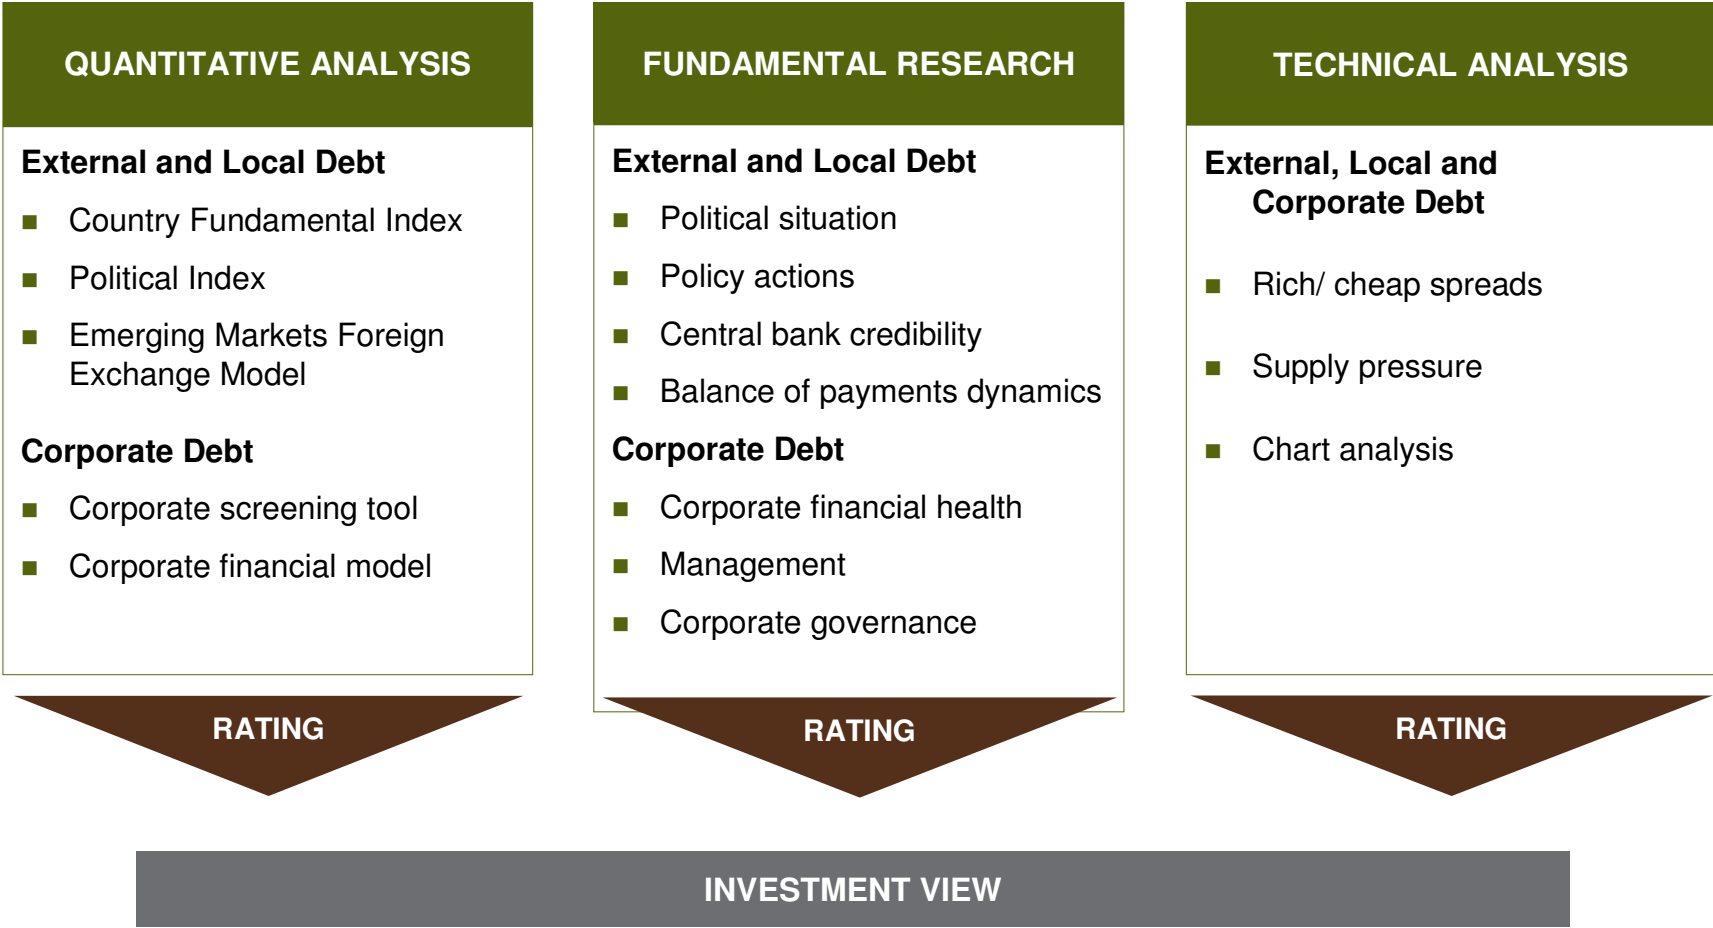 QUANTITATIVE ANALYSIS
External and Local Debt
Country Fundamental Index
Political Index
Emerging Markets Foreign
Exchange Model
Corporate Debt
Corporate screening tool
Corporate financial model
RATING
FUNDAMENTAL RESEARCH
External and Local Debt
Political situation
Policy actions
Central bank credibility
Balance of payments dynamics
Corporate Debt
Corporate financial health
Management
Corporate governance
RATING
TECHNICAL ANALYSIS
External, Local and
Corporate Debt
Rich/ cheap spreads
Supply pressure
Chart analysis
RATING
INVESTMENT VIEW